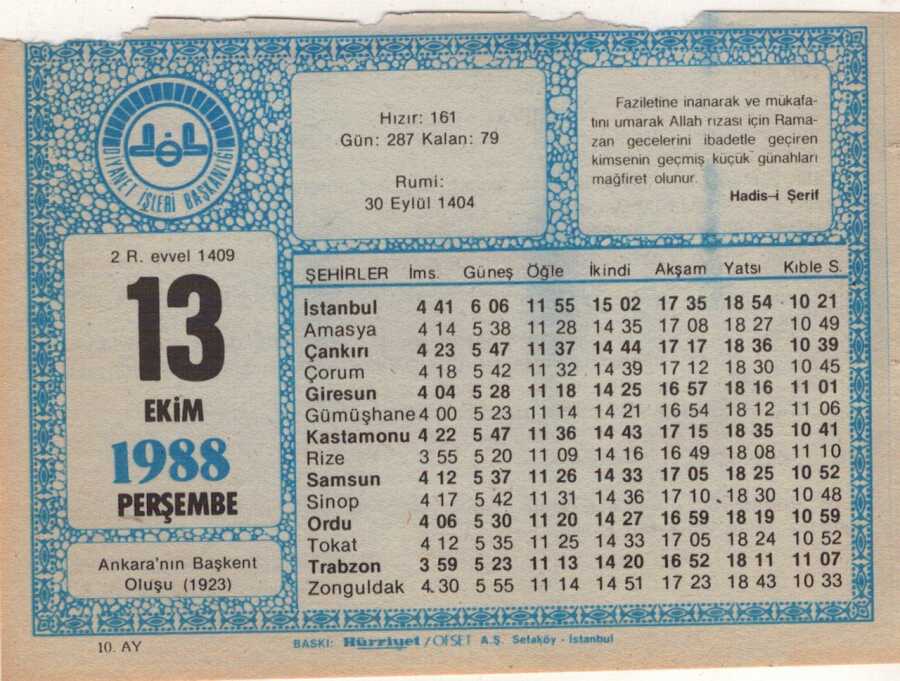 DİYANET İŞLERİ BAŞKANLIĞI
Hızır: 161
Gün: 287 Kalan: 79
Rumi:
30 Eylül 1404
Faziletine inanarak ve mükafa-
tını umarak Allah rızası için Rama-
zan gecelerini ibadetle geçiren
kimsenin geçmiş küçük günahları
mağfiret olunur.
Hadis-i Şerif
2 R. evvel 1409
13
EKİM
1988
PERŞEMBE
Ankara'nın Başkent
Oluşu (1923)
ŞEHİRLER İms. Güneş Öğle İkindi Akşam Yatsı Kıble S.
İstanbul 4 41 6 06 11 55 15 02 17 35 18 54 10 21
Amasya 4 14 5 38 11 28 14 35 17 08 18 27 10 49
Çankırı 4 23 5 47 11 37 14 44 17 17 18 36 10 39
Çorum 4 18 5 42 11 32 14 39 17 12 18 30 10 45
Giresun 4 04 5 28 11 18 14 25 16 57 18 16 11 01
Gümüşhane 4 00 5 23 11 14 14 21 16 54 18 12 11 06
Kastamonu 4 22 5 47 11 36 14 43 17 15 18 35 10 41
Rize 3 55 5 20 11 09 14 16 16 49 18 08 11 10
Samsun 4 12 5 37 11 26 14 33 17 05 18 25 10 52
Sinop 4 17 5 42 11 31 14 36 17 10 18 30 10 48
Ordu 4 06 5 30 11 20 14 27 16 59 18 19 10 59
Tokat 4 12 5 35 11 25 14 33 17 05 18 24 10 52
Trabzon 3 59 5 23 11 13 14 20 16 52 18 11 11 07
Zonguldak 4.30 5 55 11 14 14 51 17 23 18 43 10 33
10. AY
BASKI: Hürriyet / OFSET A.Ş. Sefaköy - İstanbul